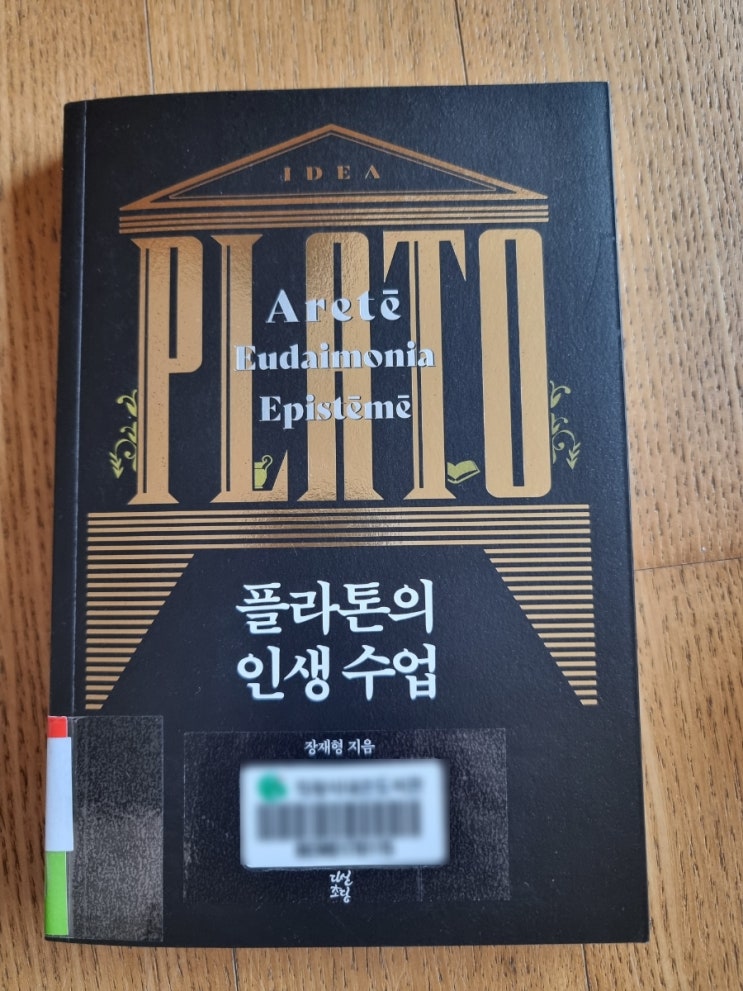 IDEA
PLATO
Aretē
Eudaimonia
Epistēmē
플라톤의
인생 수업
장재형 지음
다산
초당